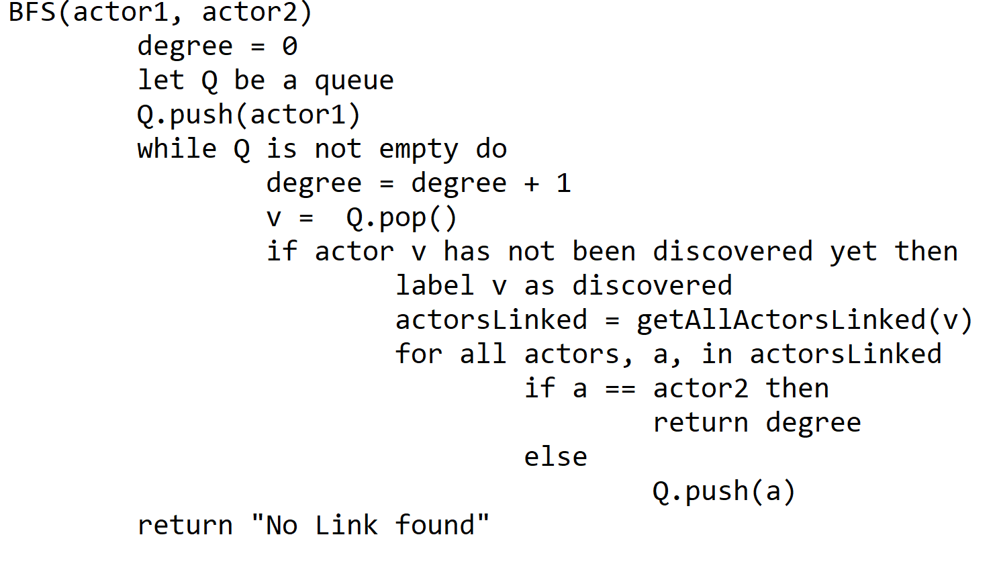 BFS(actor1, actor2)
degree = 0
let Q be a queue
Q.push(actor1)
while Q is not empty do
degree = degree + 1
v =  Q.pop()
if actor v has not been discovered yet then
label v as discovered
actorsLinked = getAllActorsLinked(v)
for all actors, a, in actorsLinked
if a == actor2 then
return degree
else
Q.push(a)
return "No Link found"